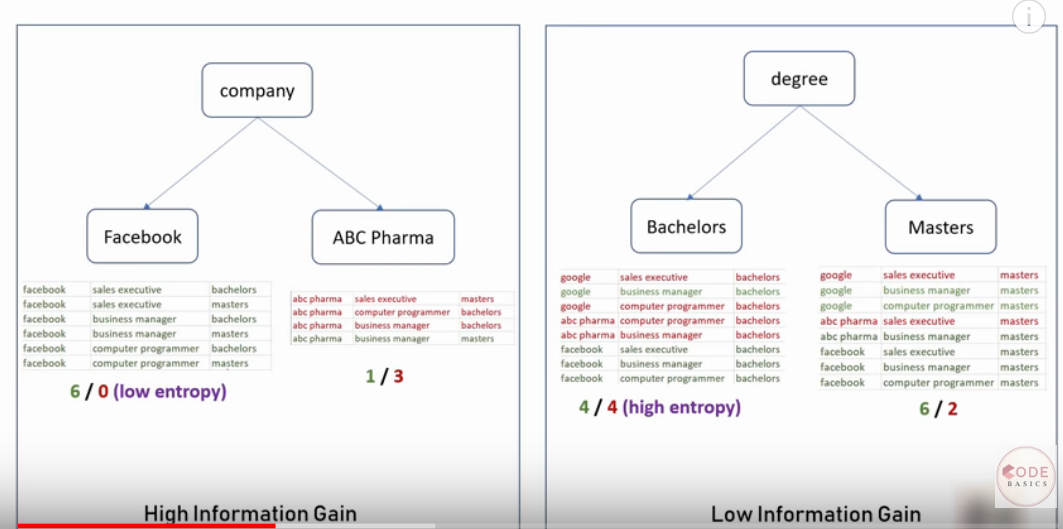 company
Facebook
ABC Pharma
facebook sales executive bachelors
facebook sales executive masters
facebook business manager bachelors
facebook business manager masters
facebook computer programmer bachelors
facebook computer programmer masters
6 / 0 (low entropy)
abc pharma sales executive masters
abc pharma computer programmer bachelors
abc pharma business manager bachelors
abc pharma business manager masters
1 / 3
High Information Gain
degree
Bachelors
Masters
google sales executive bachelors
google business manager bachelors
google computer programmer bachelors
abc pharma computer programmer bachelors
abc pharma business manager bachelors
facebook sales executive bachelors
facebook business manager bachelors
facebook computer programmer bachelors
4 / 4 (high entropy)
google sales executive masters
google business manager masters
google computer programmer masters
abc pharma sales executive masters
abc pharma business manager masters
facebook sales executive masters
facebook business manager masters
facebook computer programmer masters
6 / 2
Low Information Gain
i
CODE
BASICS